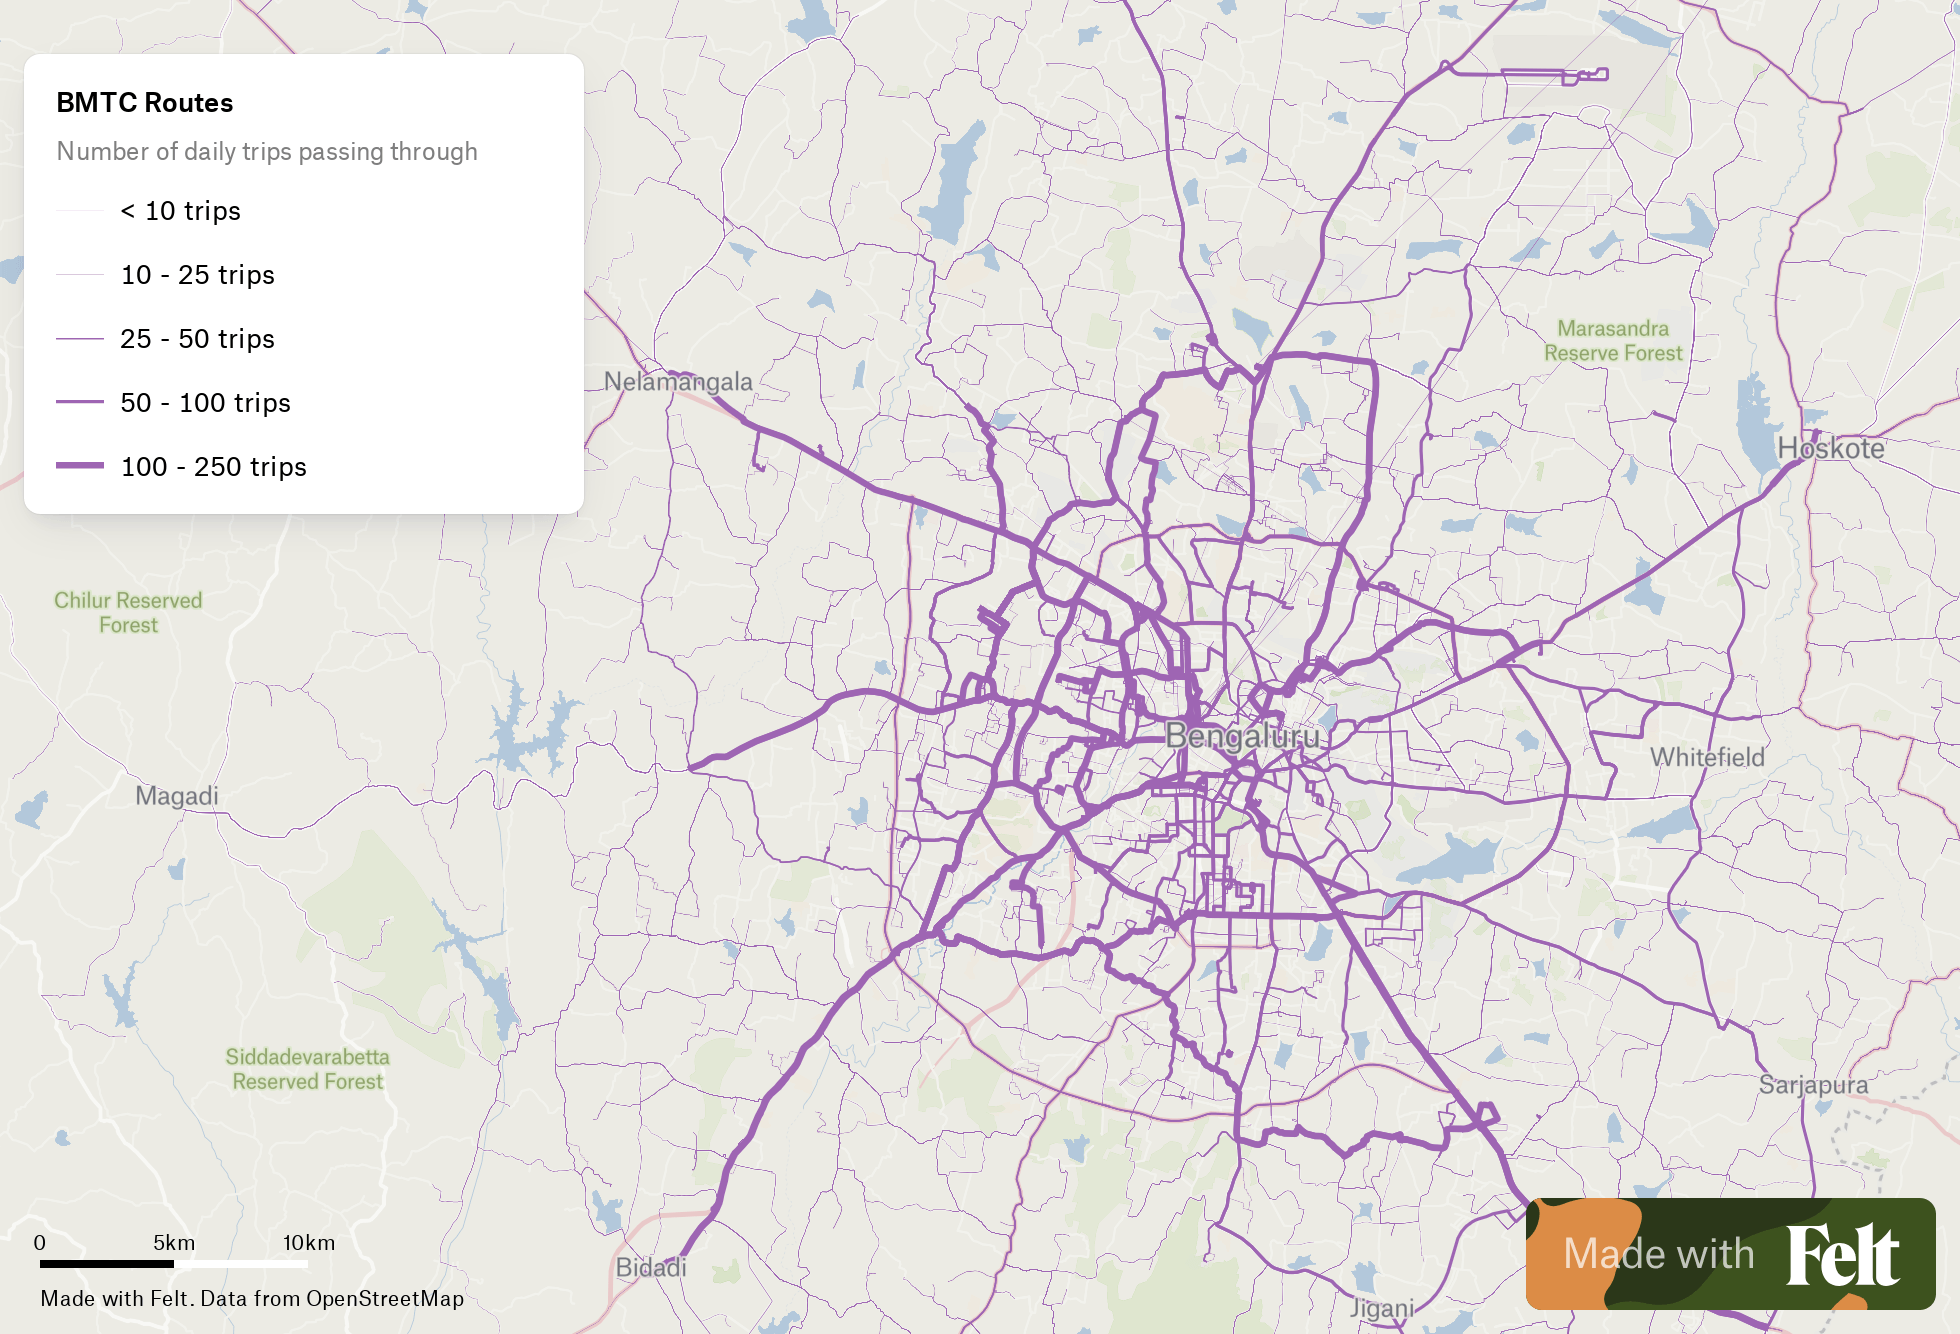 BMTC Routes
Number of daily trips passing through
< 10 trips
10 - 25 trips
25 - 50 trips
50 - 100 trips
100 - 250 trips
Marasandra
Reserve Forest
Nelamangala
Hoskote
Chilur Reserved
Forest
Bengaluru
Whitefield
Magadi
Siddadevarabetta
Reserved Forest
Sarjapura
Bidadi
Jigani
0 5km 10km
Made with Felt. Data from OpenStreetMap
Made with Felt